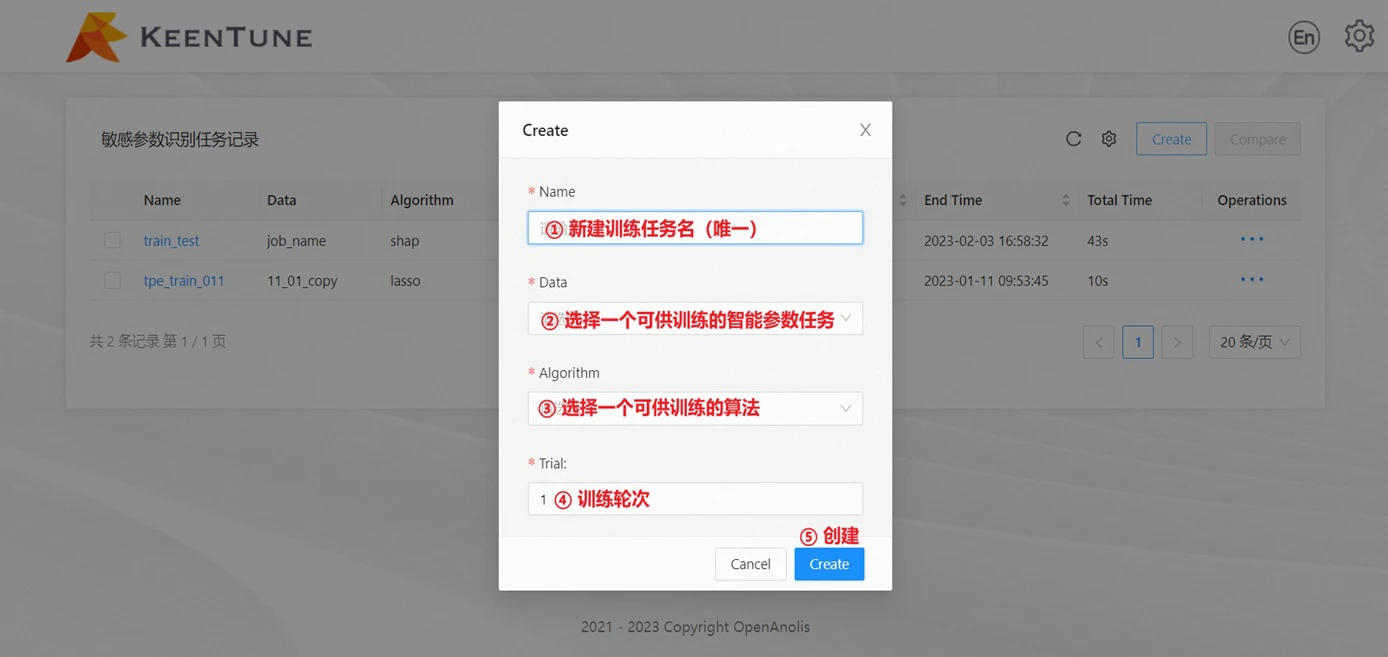 KEENTUNE
En
敏感参数识别任务记录
Create
Compare
Name
Data
Algorithm
End Time
Total Time
Operations
train_test
job_name
shap
2023-02-03 16:58:32
43s
tpe_train_011
11_01_copy
lasso
2023-01-11 09:53:45
10s
共 2 条记录 第 1 / 1 页
1
20 条/页
Create
* Name
① 新建训练任务名（唯一）
* Data
② 选择一个可供训练的智能参数任务
* Algorithm
③ 选择一个可供训练的算法
* Trial:
1 ④ 训练轮次
⑤ 创建
Cancel
Create
2021 - 2023 Copyright OpenAnolis